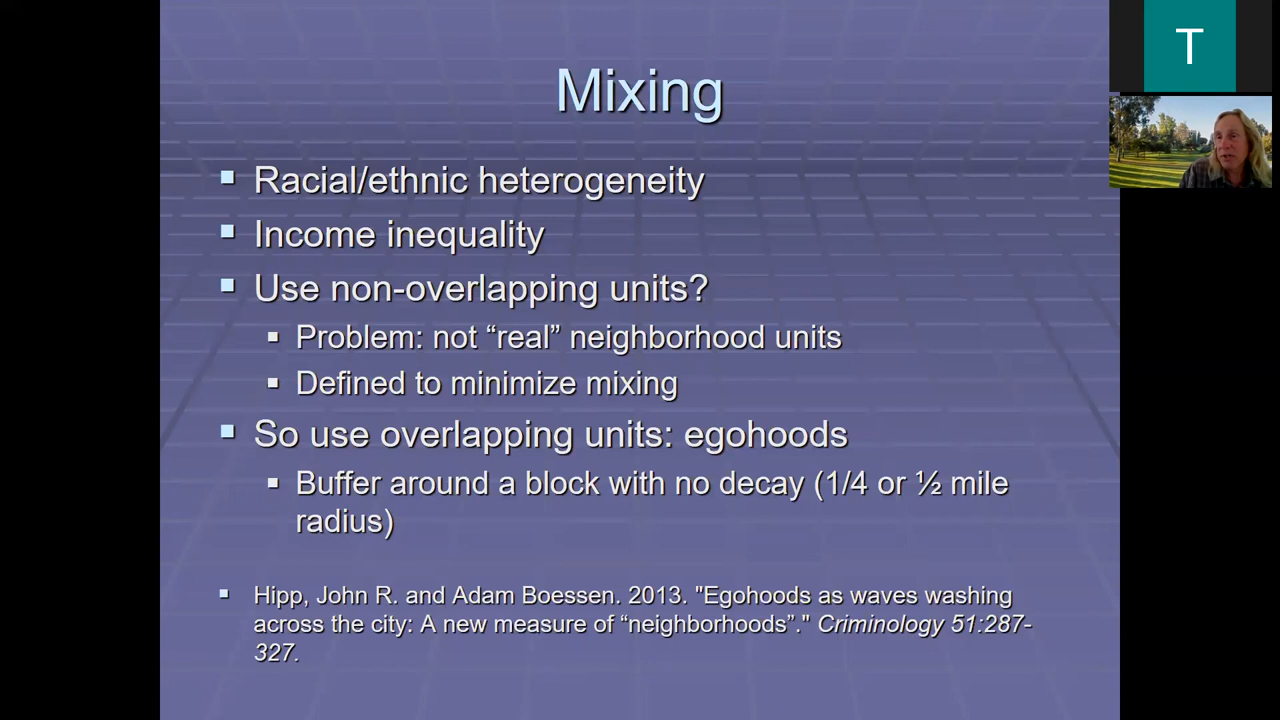 Mixing
Racial/ethnic heterogeneity
Income inequality
Use non-overlapping units?
Problem: not “real” neighborhood units
Defined to minimize mixing
So use overlapping units: egohoods
Buffer around a block with no decay (1/4 or ½ mile
radius)
Hipp, John R. and Adam Boessen. 2013. "Egohoods as waves washing
across the city: A new measure of “neighborhoods”." Criminology 51:287-
327.
T